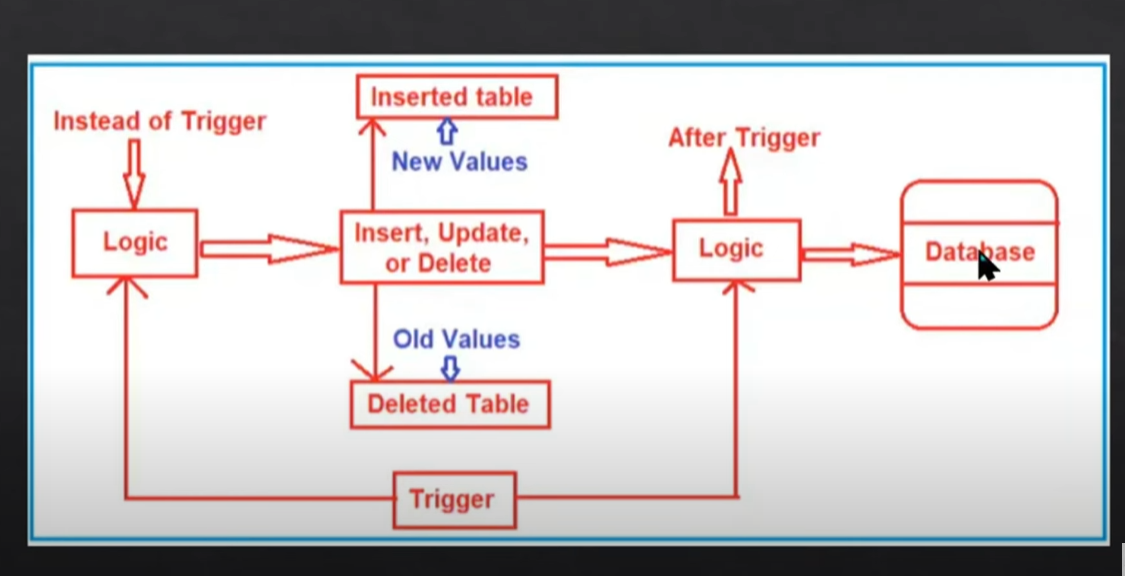 Inserted table
Instead of Trigger
New Values
After Trigger
Logic
Insert, Update,
or Delete
Logic
Database
Old Values
Deleted Table
Trigger